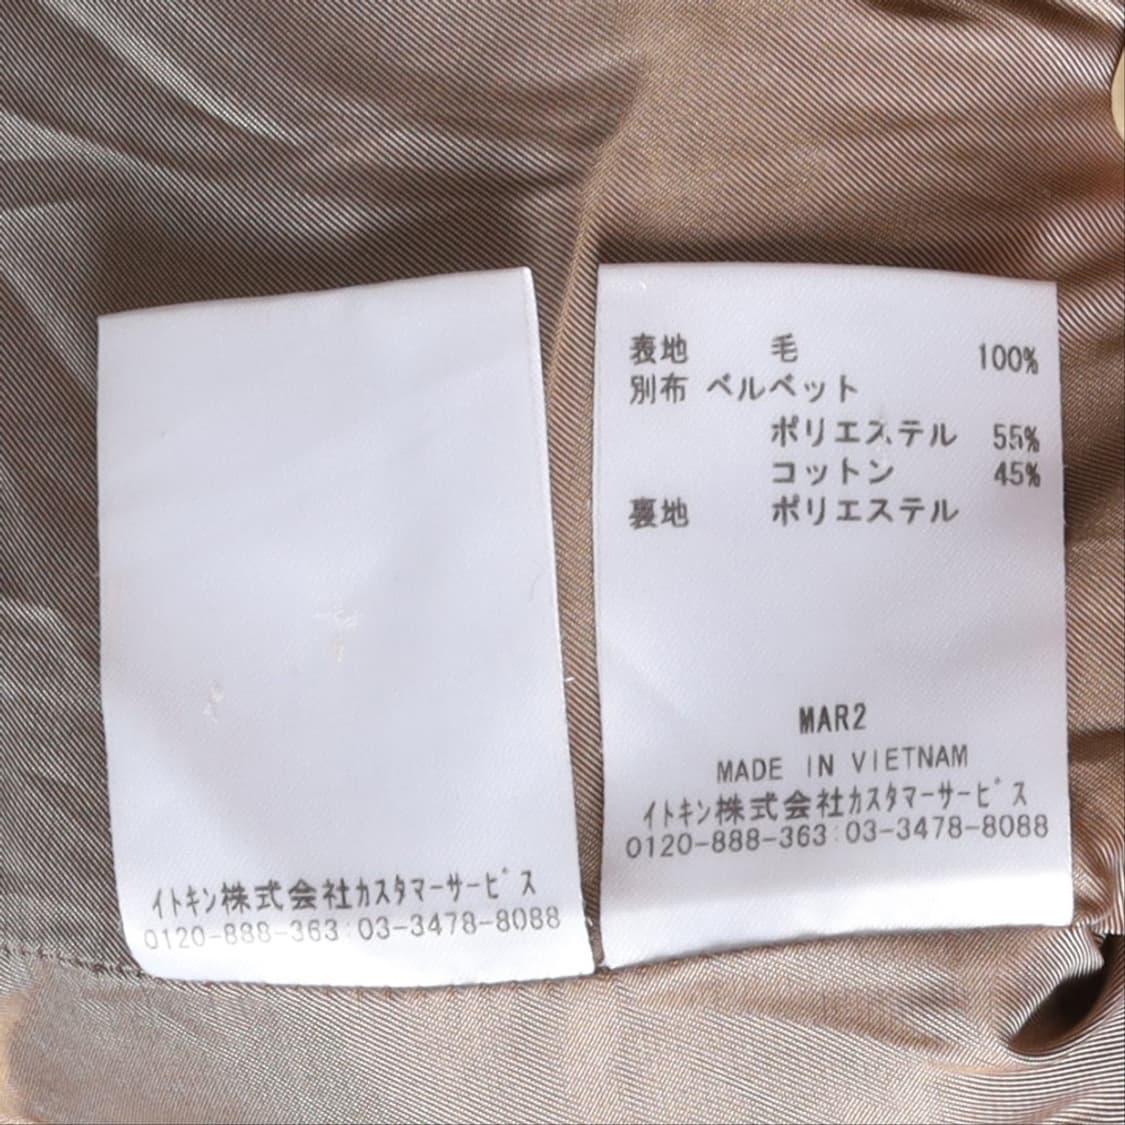 イトキン株式会社カスタマーサービス
0120-888-363:03-3478-8088
表地 毛 100%
別布 ベルベット
ポリエステル 55%
コットン 45%
裏地 ポリエステル
MAR2
MADE IN VIETNAM
イトキン株式会社カスタマーサービス
0120-888-363:03-3478-8088